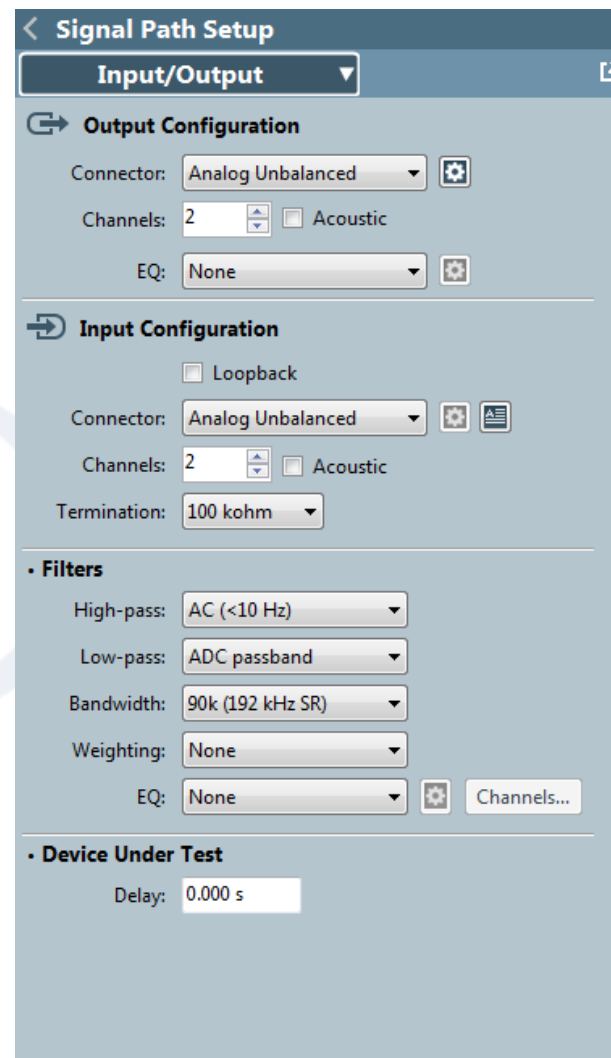 Signal Path Setup
Input/Output
Output Configuration
Connector: Analog Unbalanced
Channels: 2 Acoustic
EQ: None
Input Configuration
Loopback
Connector: Analog Unbalanced
Channels: 2 Acoustic
Termination: 100 kohm
• Filters
High-pass: AC (<10 Hz)
Low-pass: ADC passband
Bandwidth: 90k (192 kHz SR)
Weighting: None
EQ: None Channels...
• Device Under Test
Delay: 0.000 s